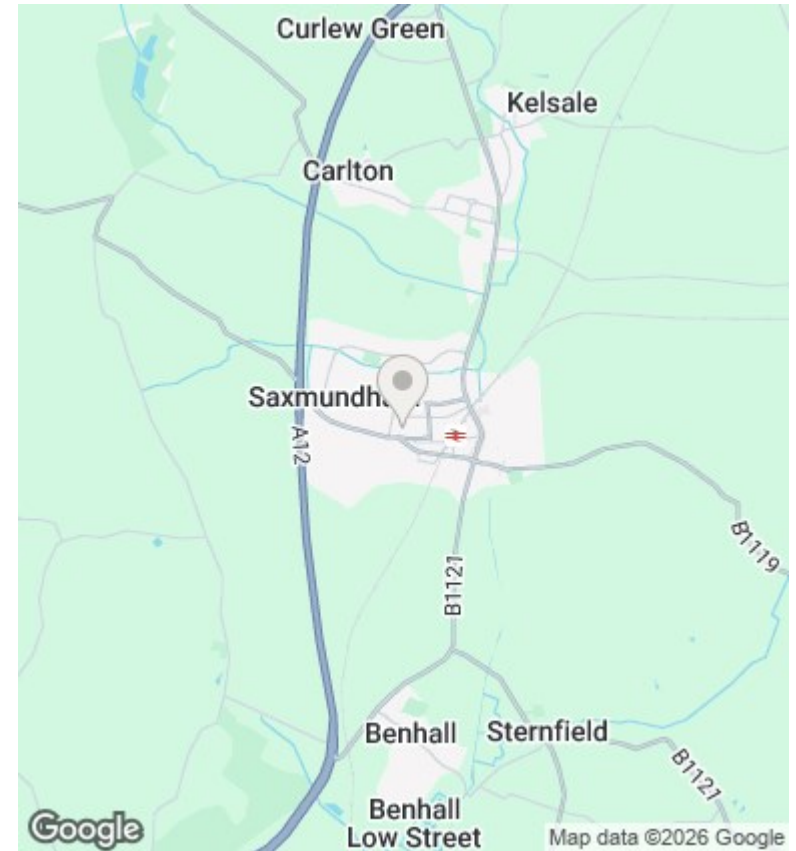 Curlew Green
Kelsale
Carlton
Saxmundh
A12
B1119
B1121
Benhall
Sternfield
B1121
Benhall
Low Street
Google
Map data ©2026 Google